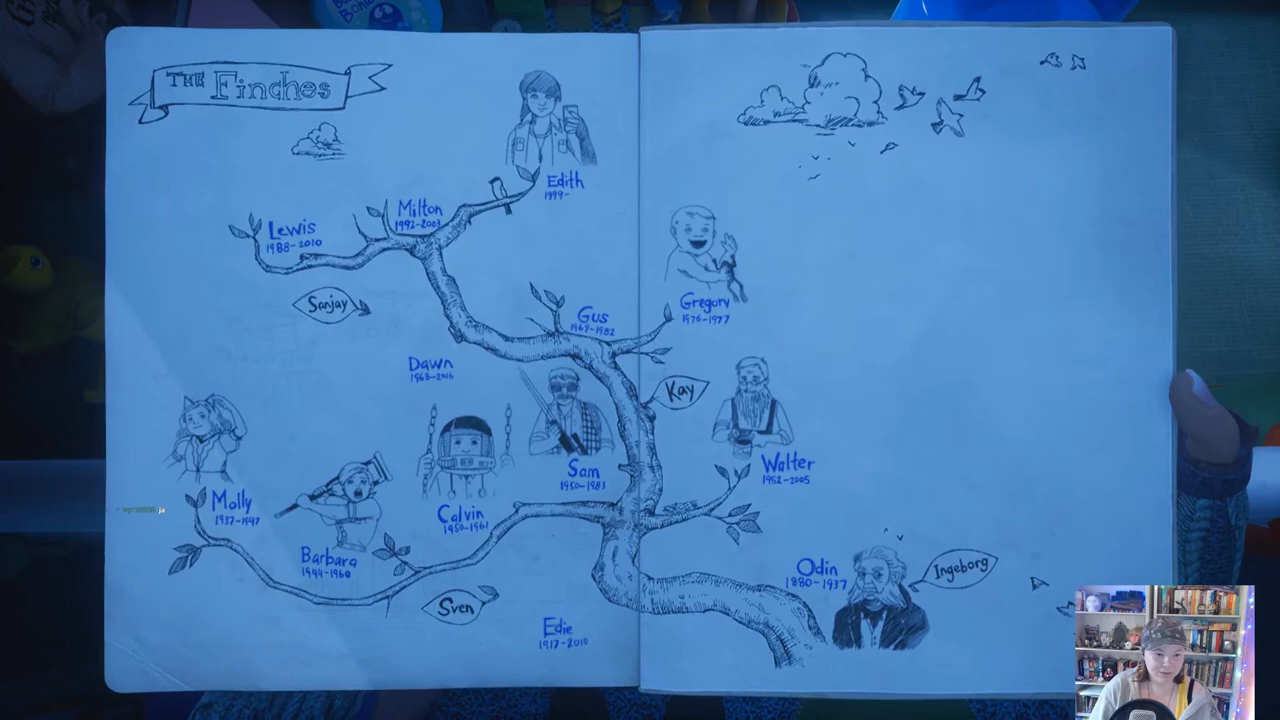 THE Finches
Edith
1999-
Milton
1992-2003
Lewis
1988-2010
Sanjay
Gregory
1976-1977
Gus
1969-1982
Dawn
1968-2016
Kay
Sam
1950-1983
Walter
1952-2005
Molly
1937-1947
Calvin
1950-1961
Barbara
1944-1960
Sven
Odin
1880-1937
Ingeborg
Edie
1917-2010